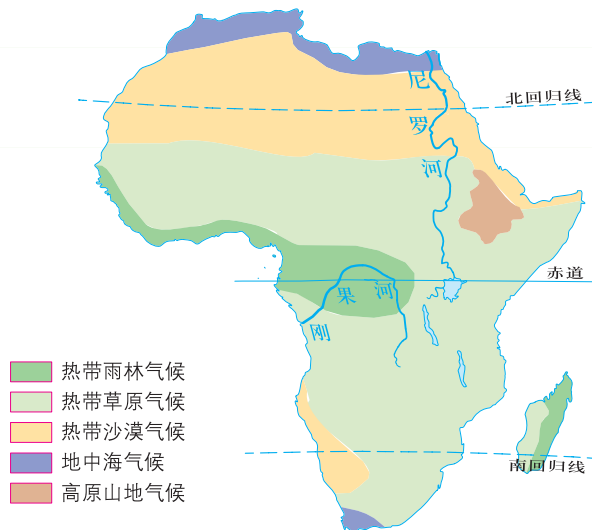 尼罗河
北回归线
赤道
刚果河
南回归线
热带雨林气候
热带草原气候
热带沙漠气候
地中海气候
高原山地气候